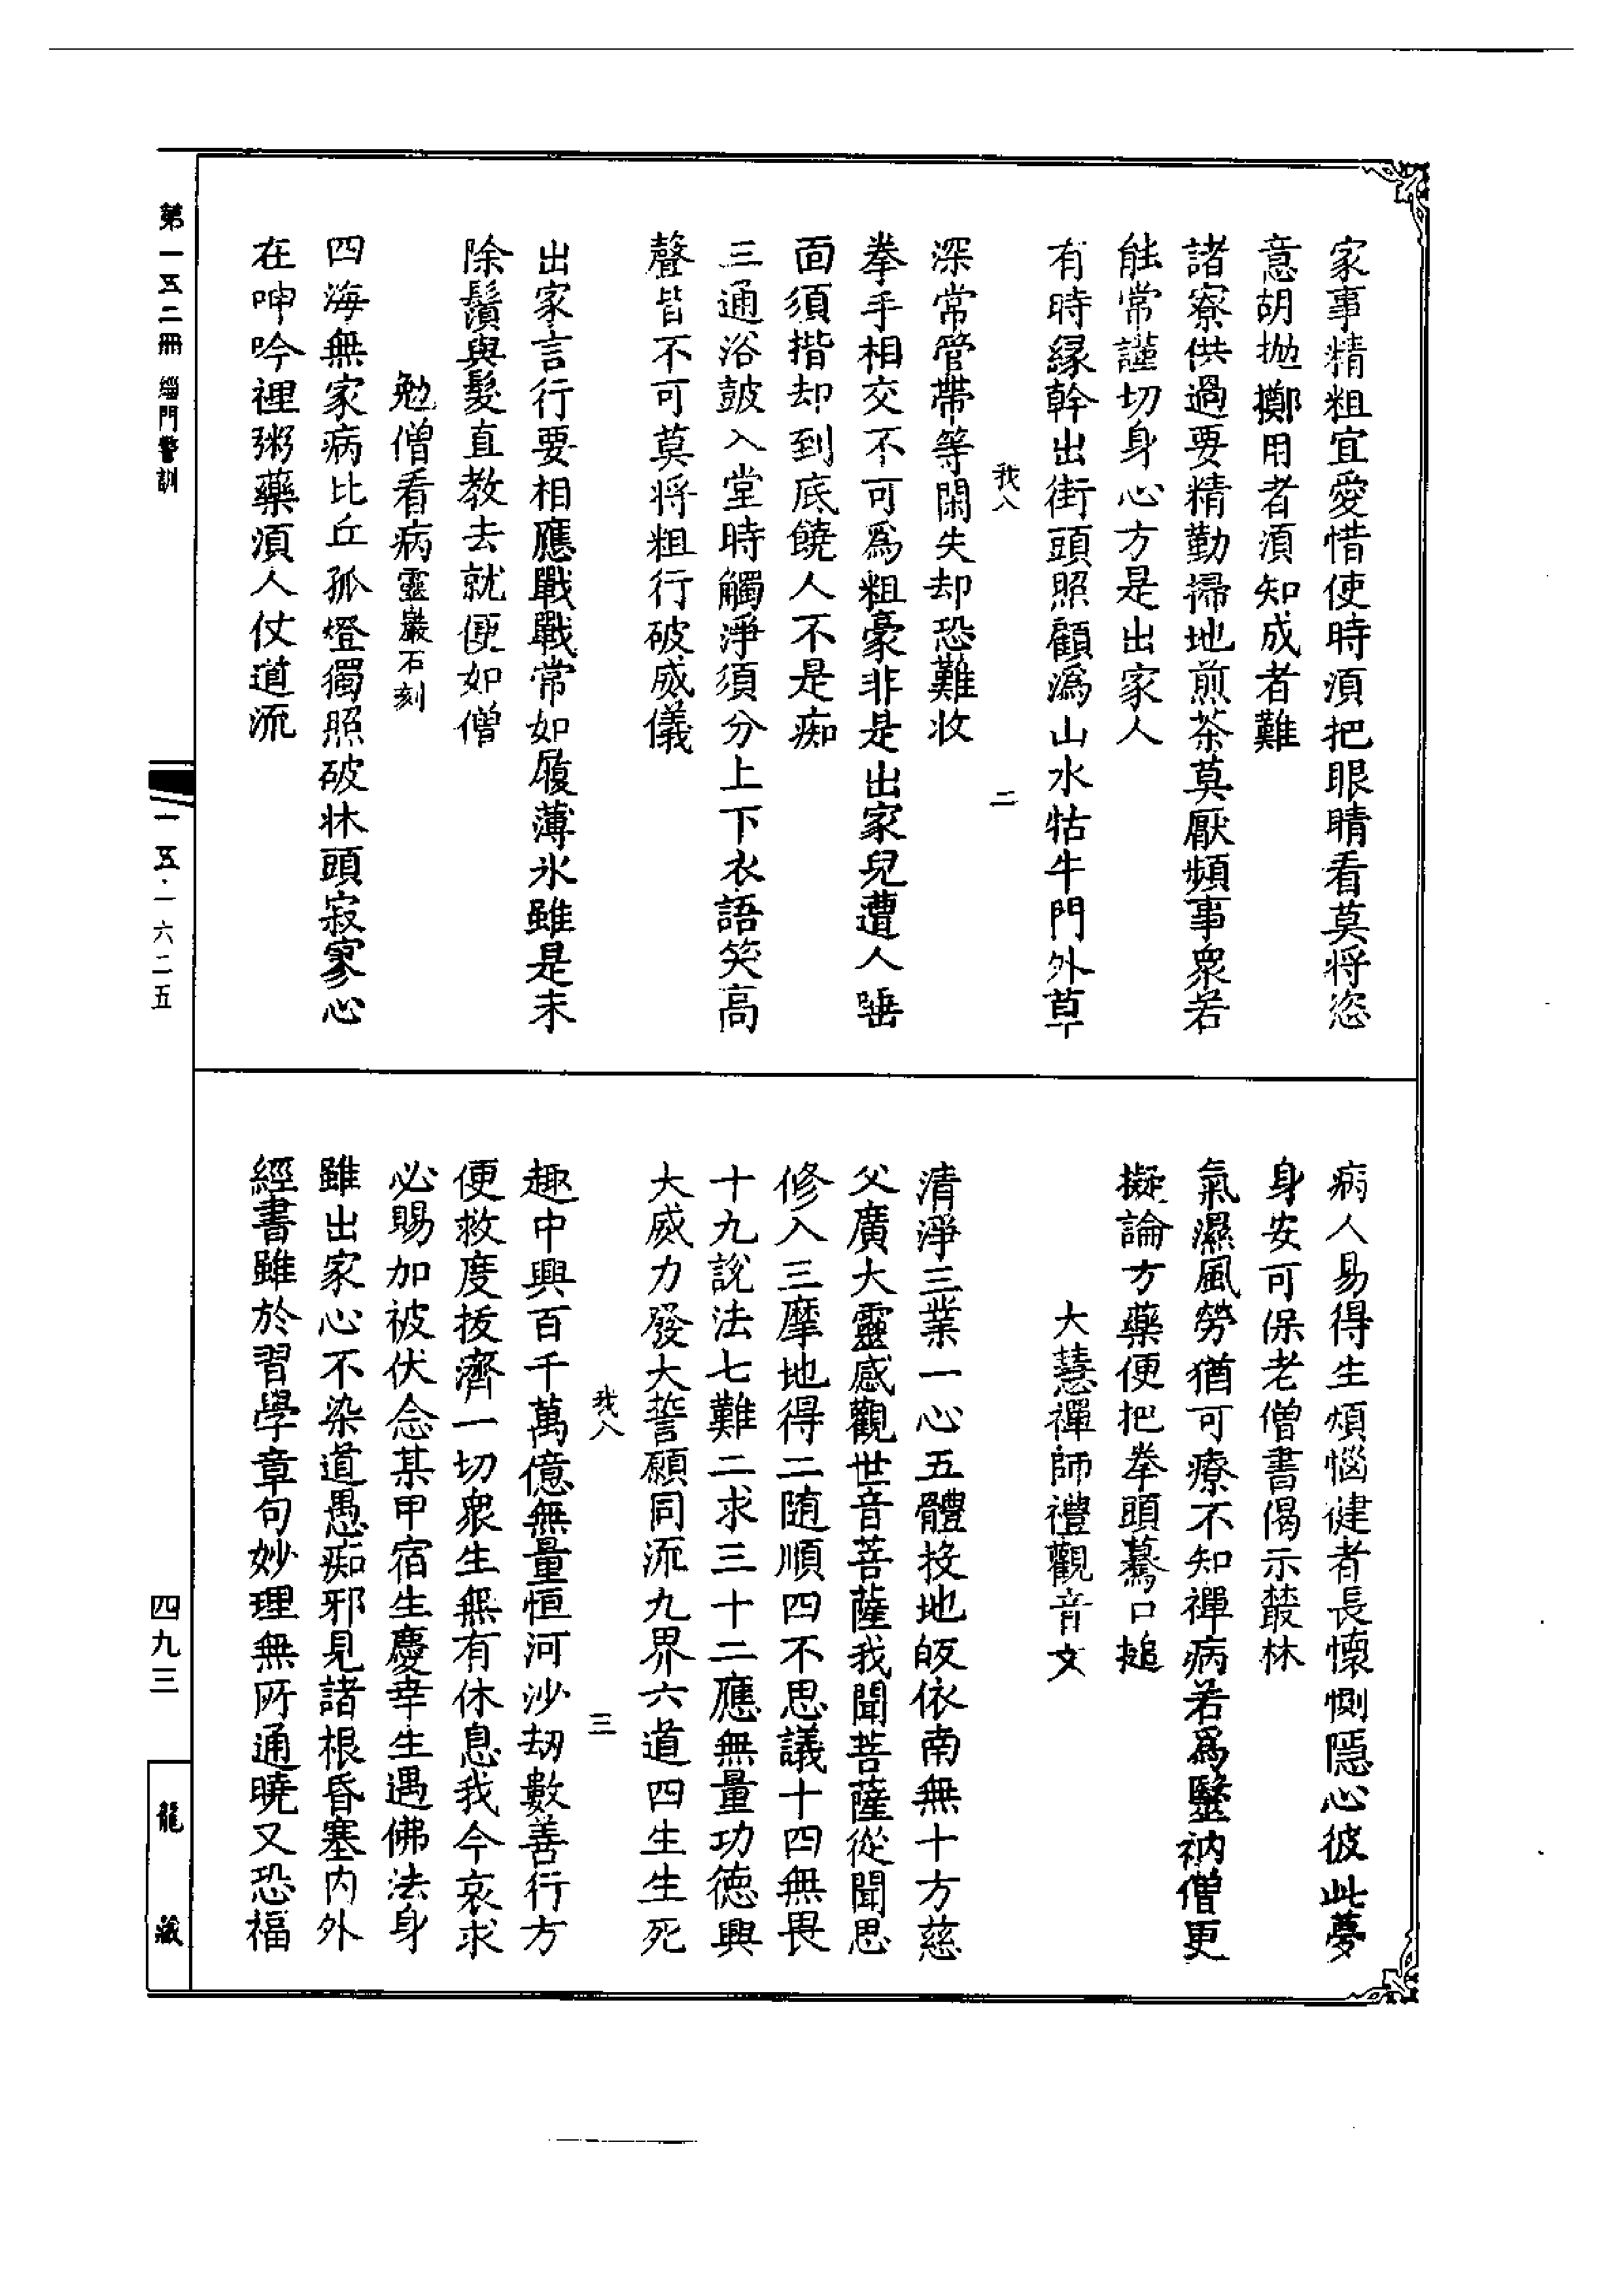 家事精粗宜愛惜使時湏把眼睛看莫将恣
意胡抛擲用者湏知成者難
諸寮供過要精勤掃地煎茶莫厭頻事衆若
能常謹切身心方是出家人
有時緣幹出街頭照顧溈山水牯牛門外草
我八 二
深常管帶等閑失却恐難收
拳手相交不可為粗豪非是出家兒遭人唾
面須揩却到底饒人不是痴
三通浴鼓入堂時觸淨須分上下衣語笑高
聲皆不可莫将粗行破威儀
出家言行要相應戰戰常如履薄氷雖是未
除鬚與髮直教去就便如僧
勉僧看病靈巖石刻
四海無家病比丘孤燈獨照破牀頭寂寥心
在呻吟裡粥藥湏人仗道流
病人易得生煩惱健者長懷惻隱心彼此夢
身安可保老僧書偈示叢林
氣濕風勞猶可療不知禪病若為醫衲僧更
擬論方藥便把拳頭驀口搥
大慧禪師禮觀音文
清淨三業一心五體投地皈依南無十方慈
父廣大靈感觀世音菩薩我聞菩薩從聞思
修入三摩地得二随順四不思議十四無畏
十九說法七難二求三十二應無量功德興
大威力發大誓願同流九界六道四生生死
我八 三
趣中興百千萬億無量恒河沙刼數善行方
便救度拔濟一切衆生無有休息我今哀求
必賜加被伏念某甲宿生慶幸生遇佛法身
雖出家心不染道愚痴邪見諸根昏塞內外
經書雖於習學章句妙理無所通曉又恐福
第一五二冊 緇門警訓
一五·一六二五
四九三
龍藏